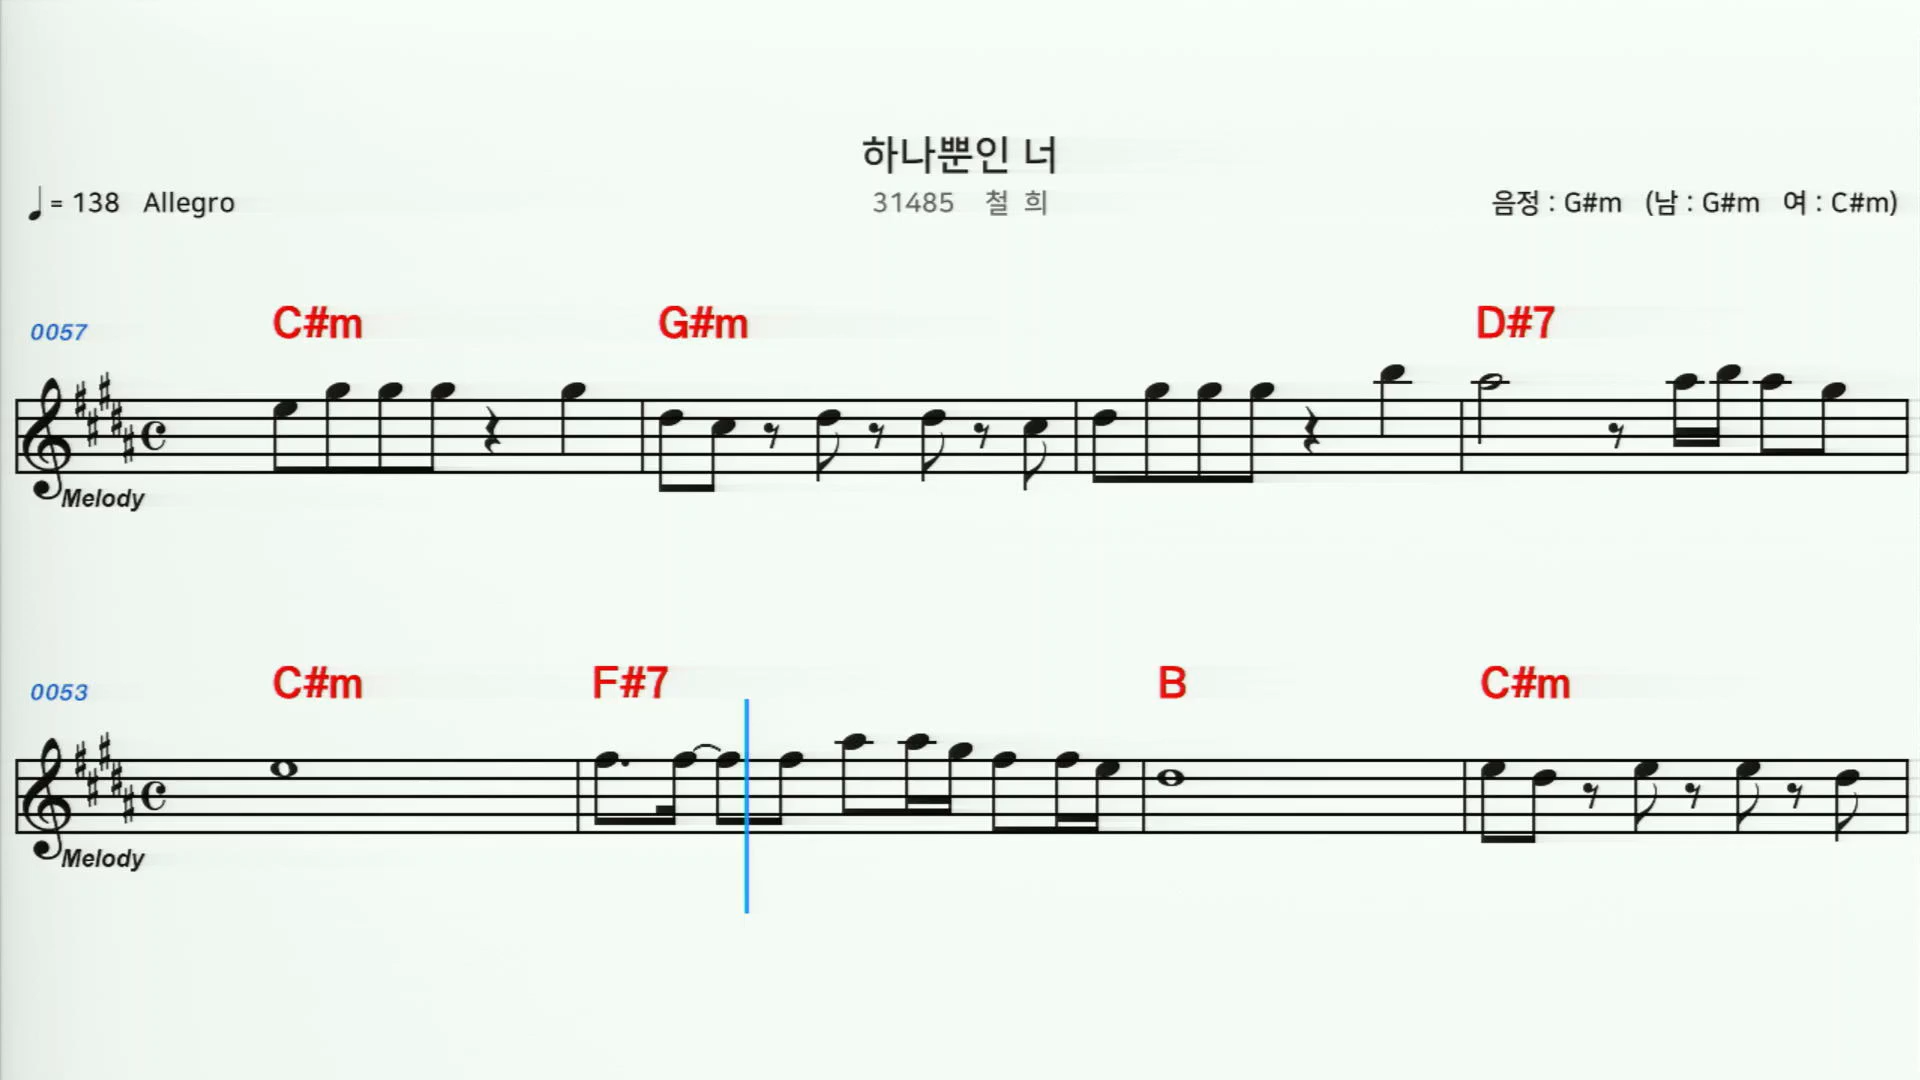 하나뿐인 너
♩ = 138 Allegro
31485 철 희
음정 : G#m (남 : G#m 여 : C#m)
0057
C#m G#m D#7
Melody
0053
C#m F#7 B C#m
Melody